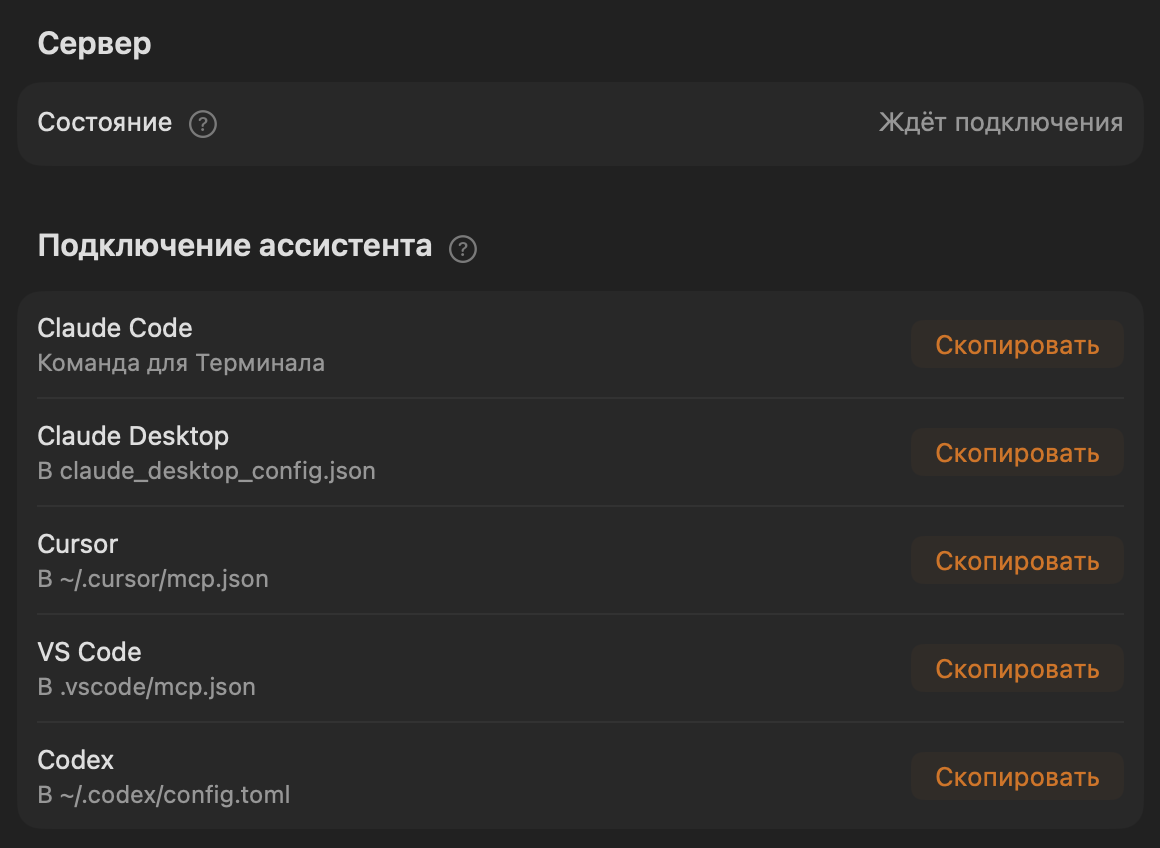 Сервер
Состояние ?
Ждёт подключения
Подключение ассистента ?
Claude Code
Команда для Терминала
Скопировать
Claude Desktop
В claude_desktop_config.json
Скопировать
Cursor
В ~/.cursor/mcp.json
Скопировать
VS Code
В .vscode/mcp.json
Скопировать
Codex
В ~/.codex/config.toml
Скопировать